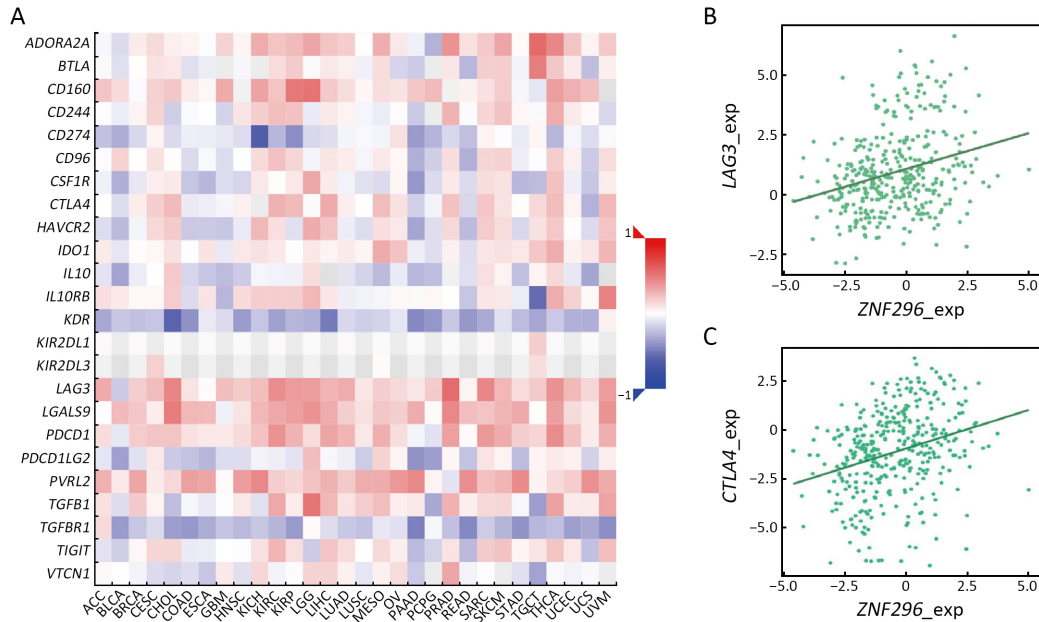 A
ADORA2A
BTLA
CD160
CD244
CD274
CD96
CSF1R
CTLA4
HAVCR2
IDO1
IL10
IL10RB
KDR
KIR2DL1
KIR2DL3
LAG3
LGALS9
PDCD1
PDCD1LG2
PVRL2
TGFB1
TGFBR1
TIGIT
VTCN1
ACC
BLCA
BRCA
CESC
CHOL
COAD
ESCA
GBM
HNSC
KICH
KIRC
KIRP
LGG
LIHC
LUAD
LUSC
MESO
OV
PAAD
PCPG
PRAD
READ
SARC
SKCM
STAD
TGCT
THCA
UCEC
UCS
UVM
1
−1
B
LAG3_exp
5.0
2.5
0
−2.5
−5.0 −2.5 0 2.5 5.0
ZNF296_exp
C
CTLA4_exp
2.5
0
−2.5
−5.0
−5.0 −2.5 0 2.5 5.0
ZNF296_exp